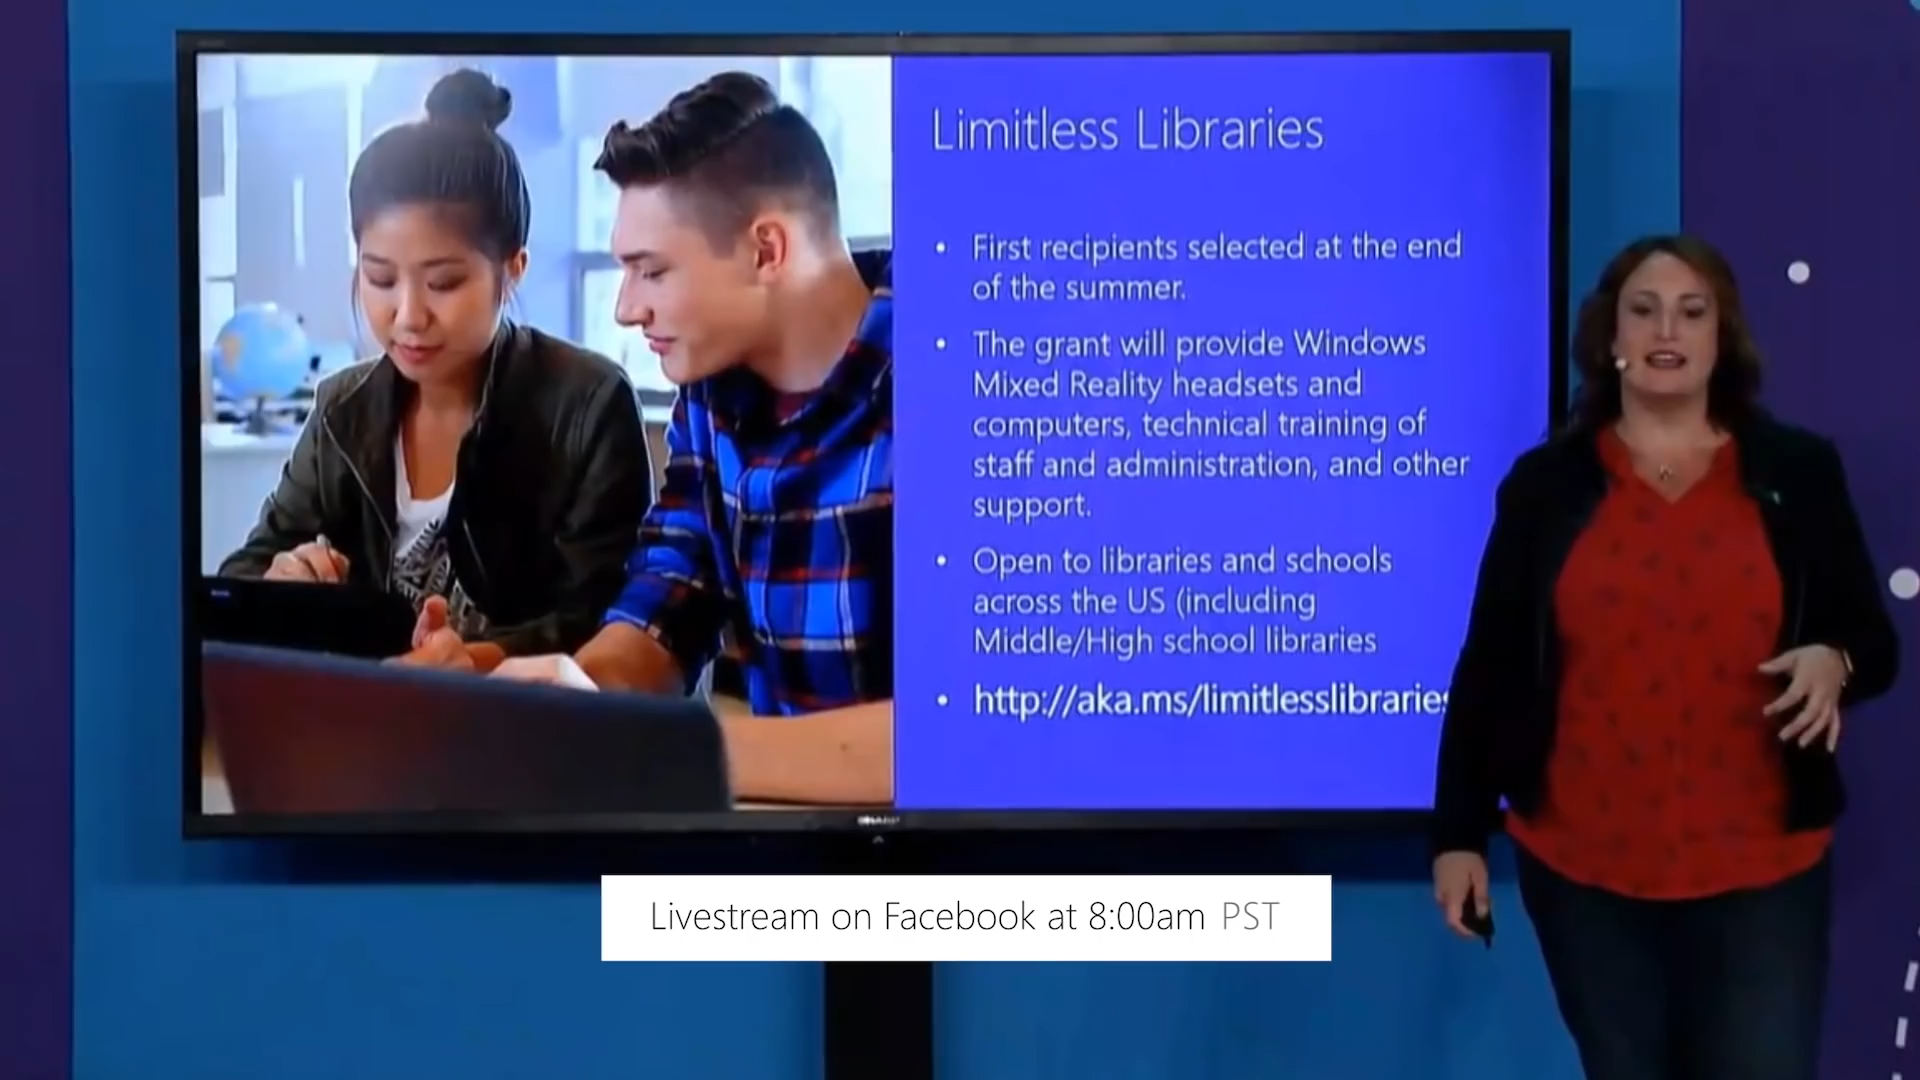 Limitless Libraries
• First recipients selected at the end
of the summer.
• The grant will provide Windows
Mixed Reality headsets and
computers, technical training of
staff and administration, and other
support.
• Open to libraries and schools
across the US (including
Middle/High school libraries
• http://aka.ms/limitlesslibraries
SHARP
Livestream on Facebook at 8:00am PST